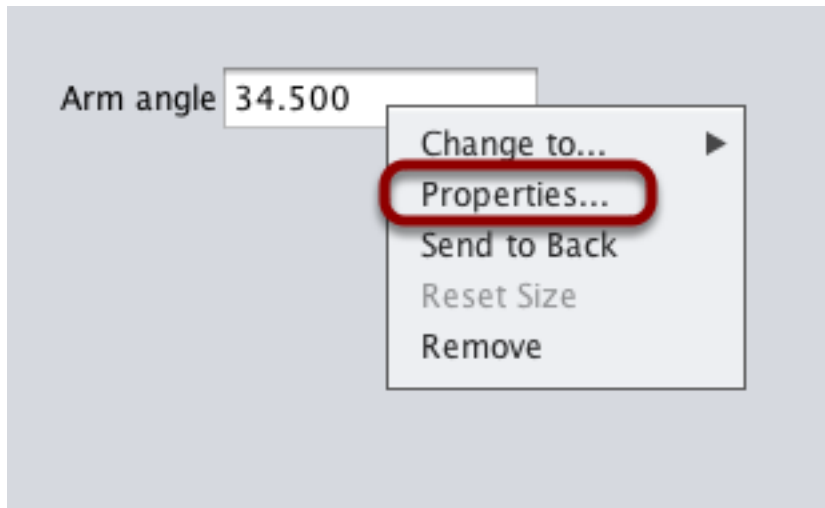 Arm angle 34.500
Change to...
Properties...
Send to Back
Reset Size
Remove